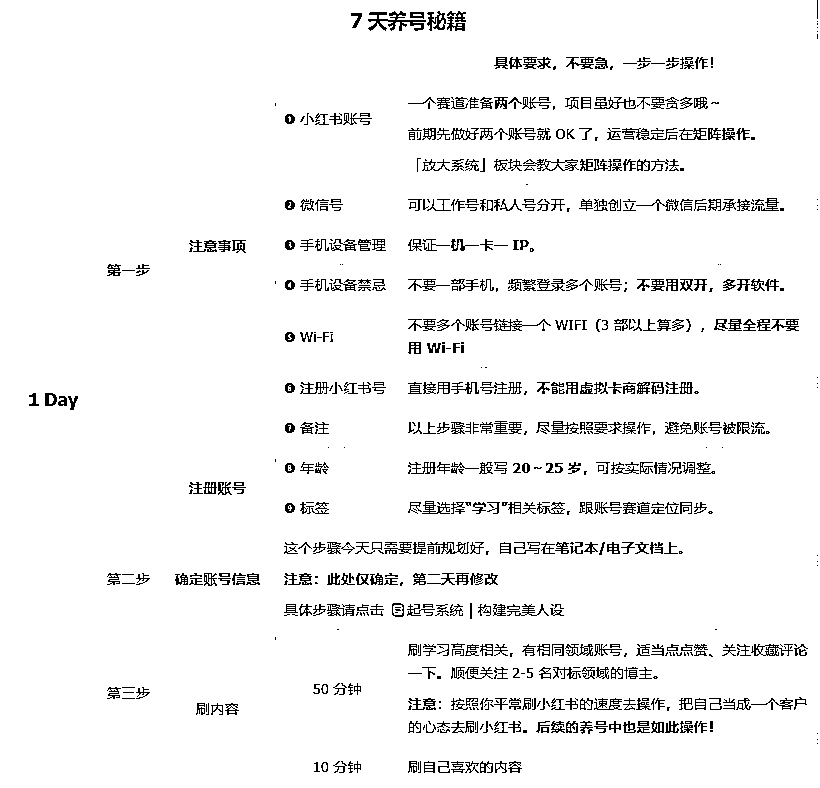 7 天养号秘籍
具体要求，不要急，一步一步操作！
1 Day
第一步
注意事项
❶ 小红书账号
一个赛道准备两个账号，项目虽好也不要贪多哦～
前期先做好两个账号就 OK 了，运营稳定后在矩阵操作。
「放大系统」板块会教大家矩阵操作的方法。
❷ 微信号
可以工作号和私人号分开，单独创立一个微信后期承接流量。
❸ 手机设备管理
保证一机一卡一 IP。
❹ 手机设备禁忌
不要一部手机，频繁登录多个账号；不要用双开，多开软件。
❺ Wi-Fi
不要多个账号链接一个 WIFI（3 部以上算多），尽量全程不要
用 Wi-Fi
❻ 注册小红书号
直接用手机号注册，不能用虚拟卡商解码注册。
❼ 备注
以上步骤非常重要，尽量按照要求操作，避免账号被限流。
注册账号
❽ 年龄
注册年龄一般写 20～25 岁，可按实际情况调整。
❾ 标签
尽量选择“学习”相关标签，跟账号赛道定位同步。
第二步
确定账号信息
这个步骤今天只需要提前规划好，自己写在笔记本/电子文档上。
注意：此处仅确定，第二天再修改
具体步骤请点击 起号系统 | 构建完美人设
第三步
刷内容
50 分钟
刷学习高度相关，有相同领域账号，适当点点赞、关注收藏评论
一下。顺便关注 2-5 名对标领域的博主。
注意：按照你平常刷小红书的速度去操作，把自己当成一个客户
的心态去刷小红书。后续的养号中也是如此操作！
10 分钟
刷自己喜欢的内容